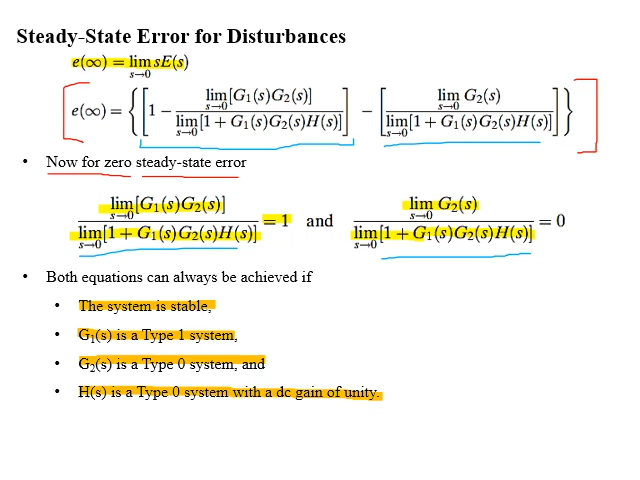 Steady-State Error for Disturbances
e(∞) = lim sE(s)
s→0
e(∞) = {[1 − lim[G₁(s)G₂(s)] / lim[1 + G₁(s)G₂(s)H(s)]] − [lim G₂(s) / lim[1 + G₁(s)G₂(s)H(s)]]}
s→0 s→0 s→0 s→0
• Now for zero steady-state error
lim[G₁(s)G₂(s)] / lim[1 + G₁(s)G₂(s)H(s)] = 1 and lim G₂(s) / lim[1 + G₁(s)G₂(s)H(s)] = 0
s→0 s→0 s→0 s→0
• Both equations can always be achieved if
• The system is stable,
• G₁(s) is a Type 1 system,
• G₂(s) is a Type 0 system, and
• H(s) is a Type 0 system with a dc gain of unity.